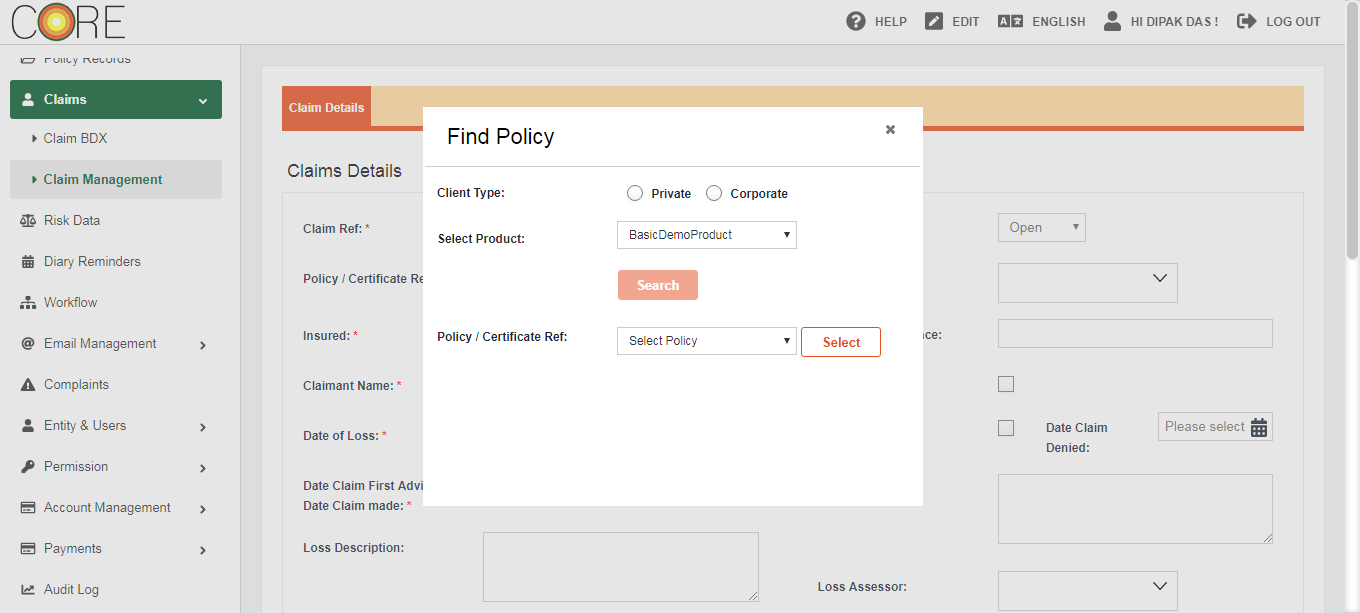 CORE
HELP
EDIT
ENGLISH
HI DIPAK DAS !
LOG OUT
Policy Records
Claims
Claim BDX
Claim Management
Risk Data
Diary Reminders
Workflow
Email Management
Complaints
Entity & Users
Permission
Account Management
Payments
Audit Log
Claim Details
Claims Details
Claim Ref: *
Open
Policy / Certificate Re
Insured: *
ce:
Claimant Name: *
Date of Loss: *
Date Claim
Denied:
Please select
Date Claim First Advi
Date Claim made: *
Loss Description:
Loss Assessor:
Find Policy
Client Type:
Private
Corporate
Select Product:
BasicDemoProduct
Search
Policy / Certificate Ref:
Select Policy
Select